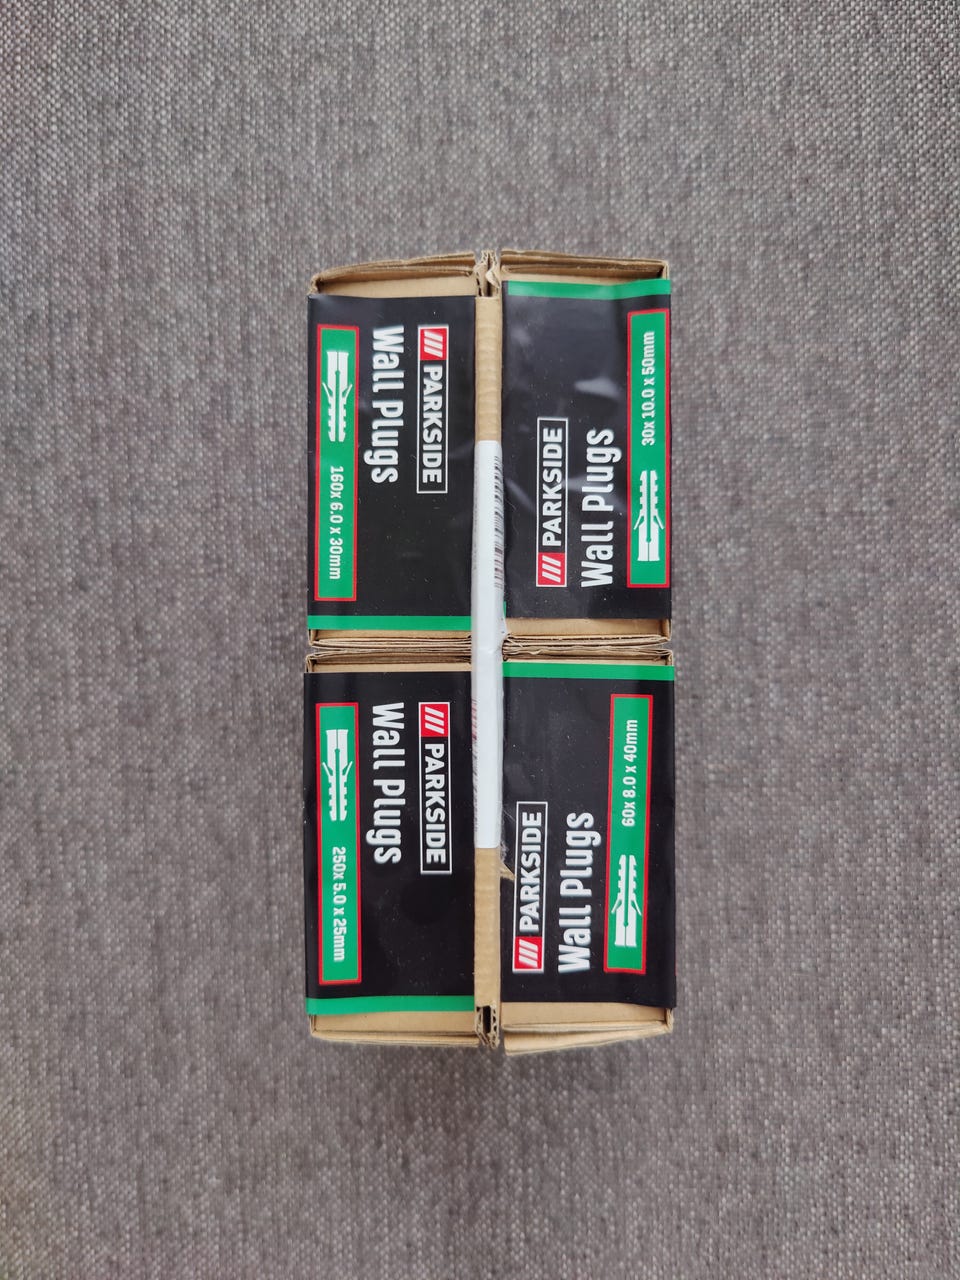 PARKSIDE
Wall Plugs
160x 6.0 x 30mm
PARKSIDE
Wall Plugs
30x 10.0 x 50mm
PARKSIDE
Wall Plugs
250x 5.0 x 25mm
PARKSIDE
Wall Plugs
60x 8.0 x 40mm